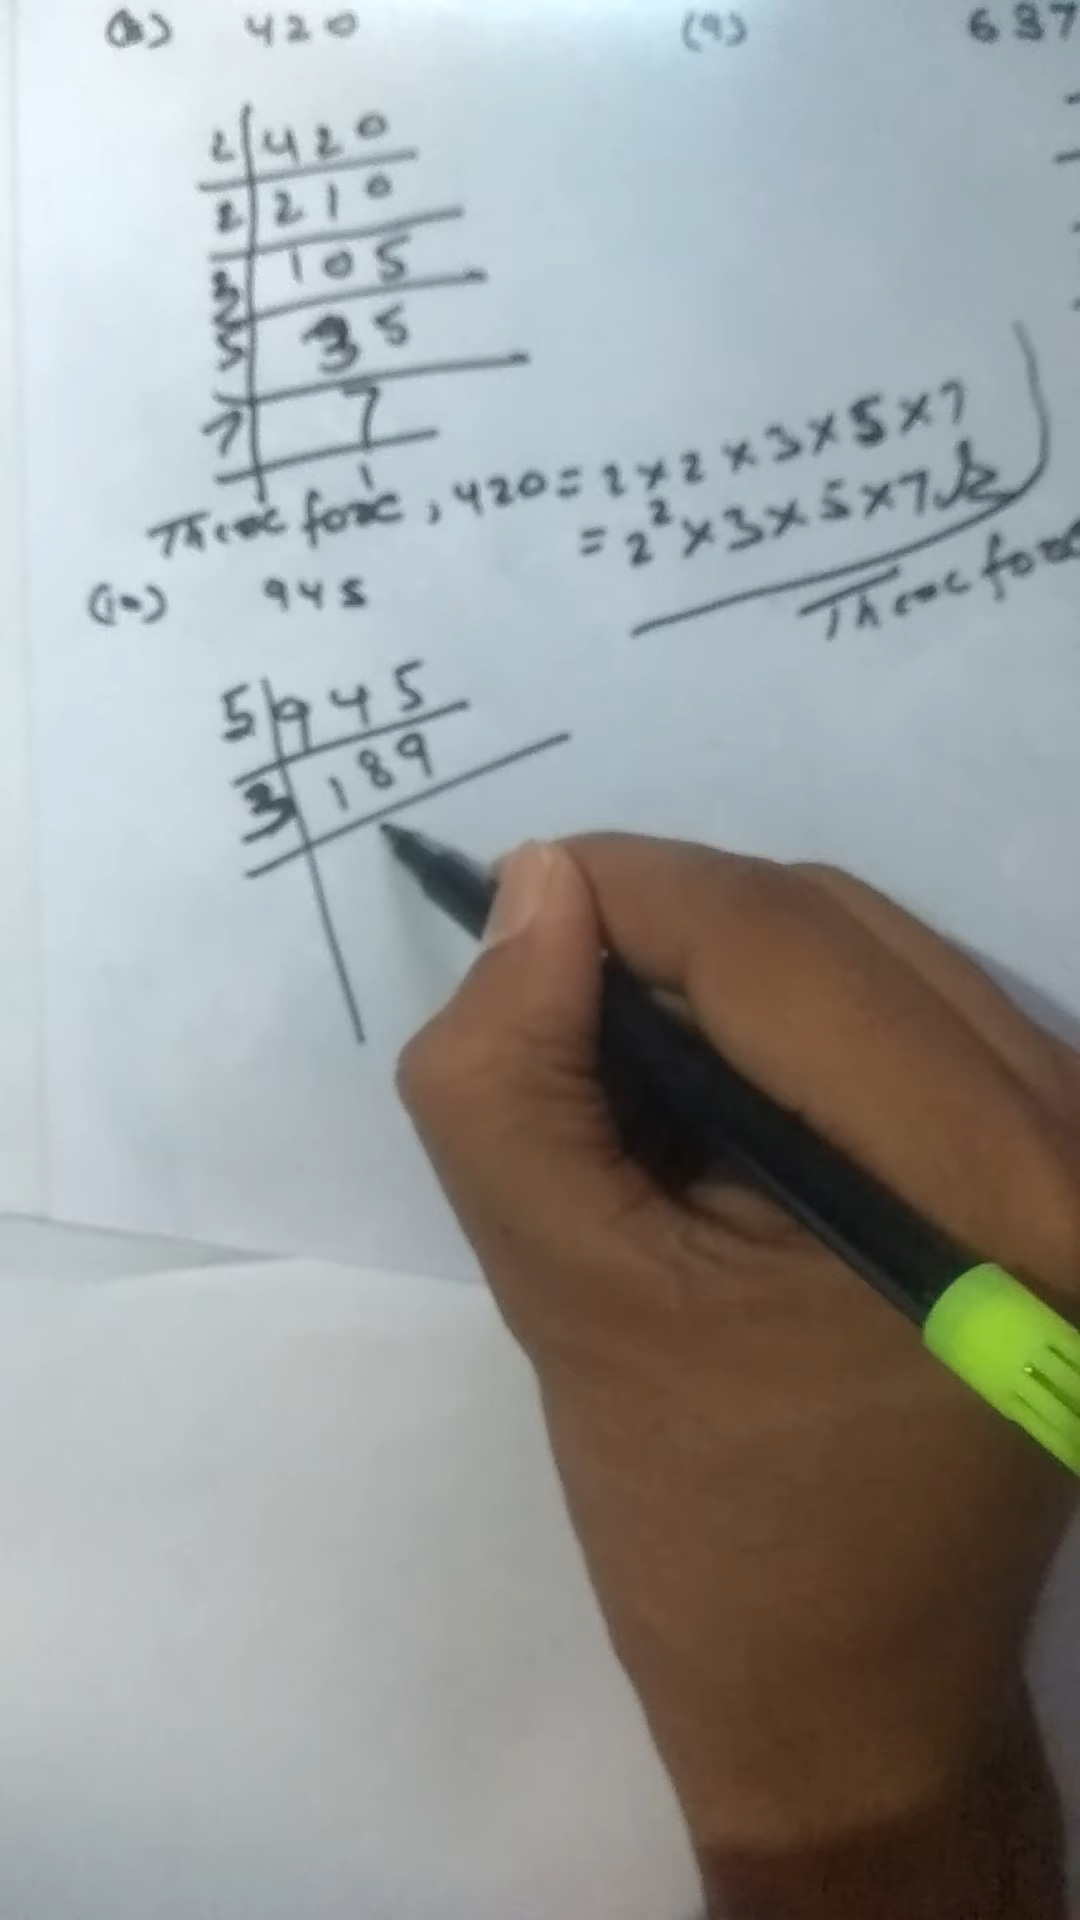 (8) 420 (9) 637
2 420
2 210
3 105
5 35
7 7
1
Therefore, 420 = 2 × 2 × 3 × 5 × 7
= 2² × 3 × 5 × 7
Therefore
(10) 945
5 945
3 189